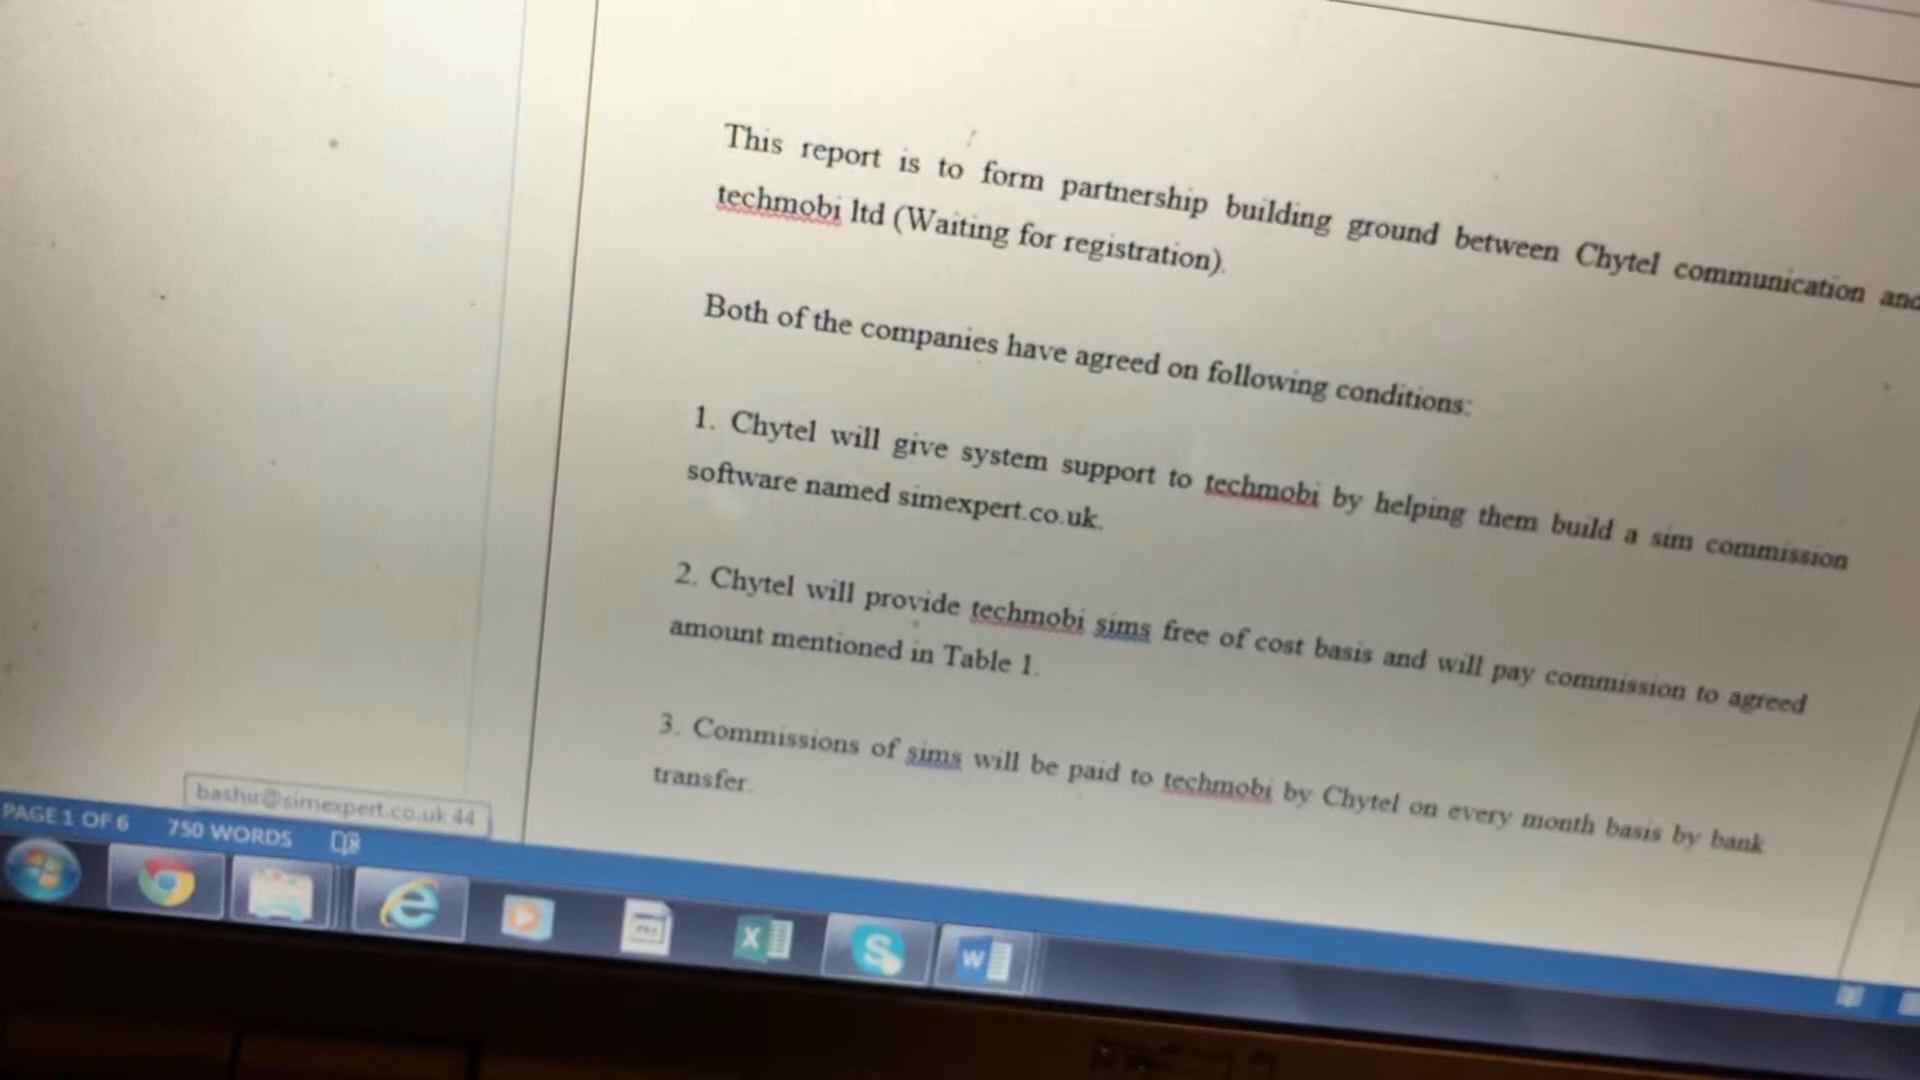 This report is to form partnership building ground between Chytel communication and
techmobi ltd (Waiting for registration).
Both of the companies have agreed on following conditions:
1. Chytel will give system support to techmobi by helping them build a sim commission
software named simexpert.co.uk.
2. Chytel will provide techmobi sims free of cost basis and will pay commission to agreed
amount mentioned in Table 1.
3. Commissions of sims will be paid to techmobi by Chytel on every month basis by bank
transfer.
bashir@simexpert.co.uk 44
PAGE 1 OF 6 750 WORDS